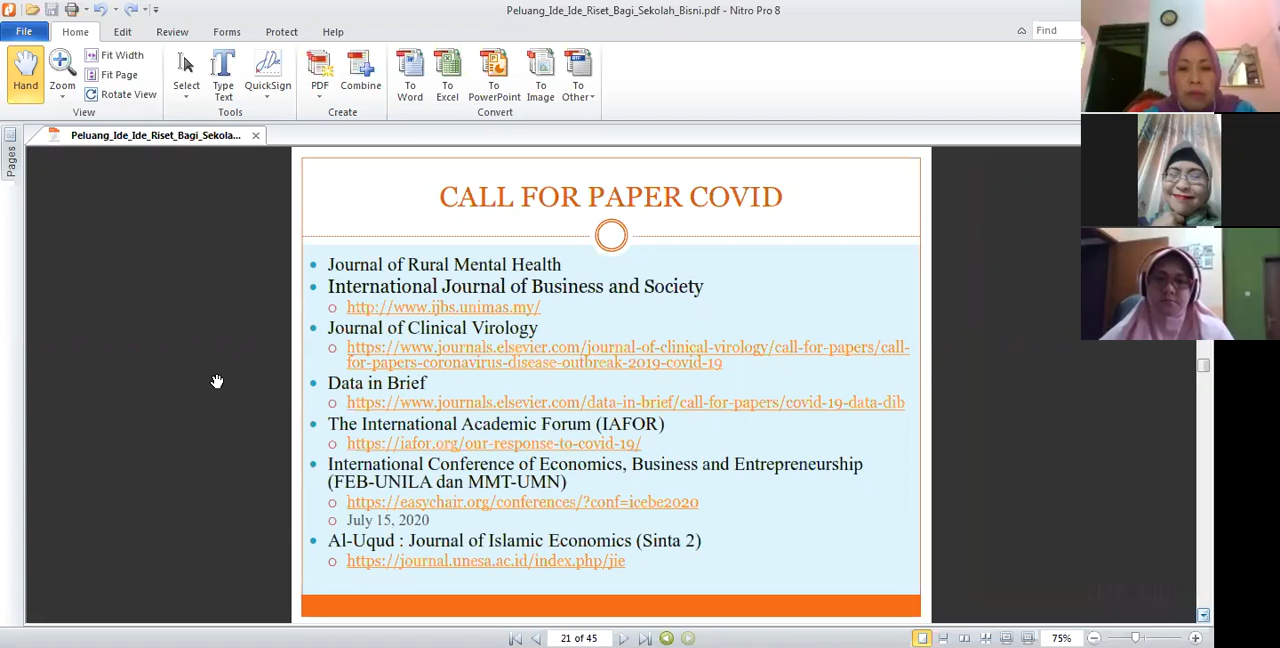 Peluang_Ide_Ide_Riset_Bagi_Sekolah_Bisni.pdf - Nitro Pro 8
File Home Edit Review Forms Protect Help
Find
Hand
Zoom
Fit Width
Fit Page
Rotate View
View
Select
Type Text
QuickSign
Tools
PDF
Combine
Create
To Word
To Excel
To PowerPoint
To Image
To Other
Convert
Peluang_Ide_Ide_Riset_Bagi_Sekola...
Pages
CALL FOR PAPER COVID
Journal of Rural Mental Health
International Journal of Business and Society
http://www.ijbs.unimas.my/
Journal of Clinical Virology
https://www.journals.elsevier.com/journal-of-clinical-virology/call-for-papers/call-
for-papers-coronavirus-disease-outbreak-2019-covid-19
Data in Brief
https://www.journals.elsevier.com/data-in-brief/call-for-papers/covid-19-data-dib
The International Academic Forum (IAFOR)
https://iafor.org/our-response-to-covid-19/
International Conference of Economics, Business and Entrepreneurship
(FEB-UNILA dan MMT-UMN)
https://easychair.org/conferences/?conf=icebe2020
July 15, 2020
Al-Uqud : Journal of Islamic Economics (Sinta 2)
https://journal.unesa.ac.id/index.php/jie
21 of 45
75%